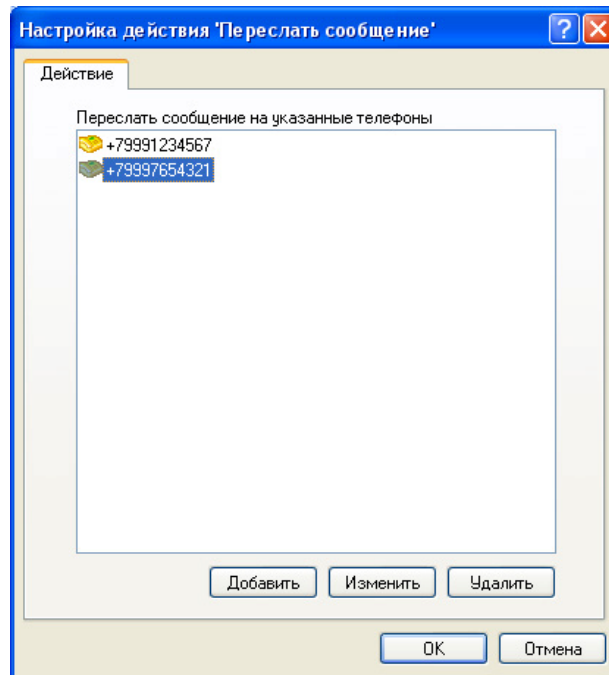 Настройка действия 'Переслать сообщение'
Действие
Переслать сообщение на указанные телефоны
+79991234567
+79997654321
Добавить Изменить Удалить
OK Отмена